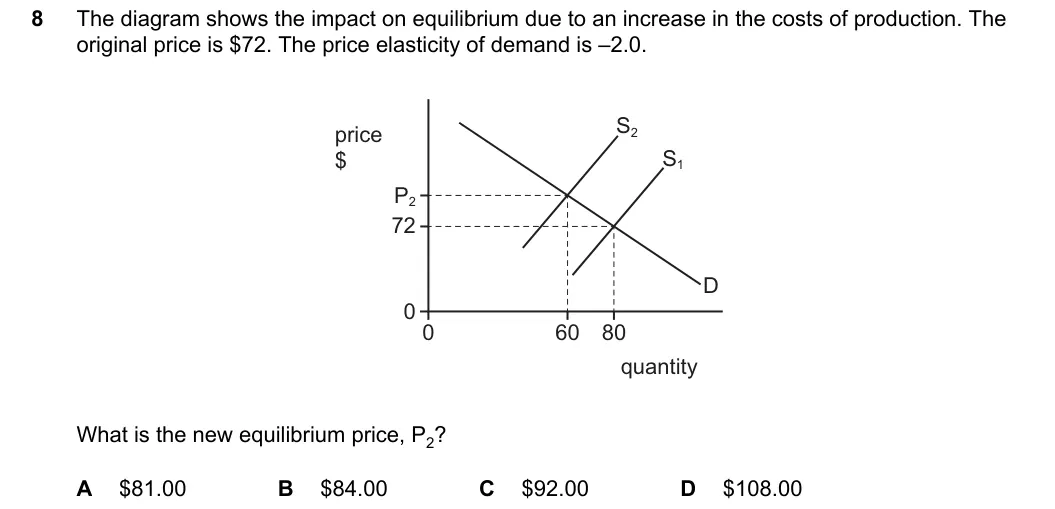 8 The diagram shows the impact on equilibrium due to an increase in the costs of production. The
original price is $72. The price elasticity of demand is –2.0.
price
$
S₂
S₁
P₂
72
D
0
0 60 80
quantity
What is the new equilibrium price, P₂?
A $81.00 B $84.00 C $92.00 D $108.00